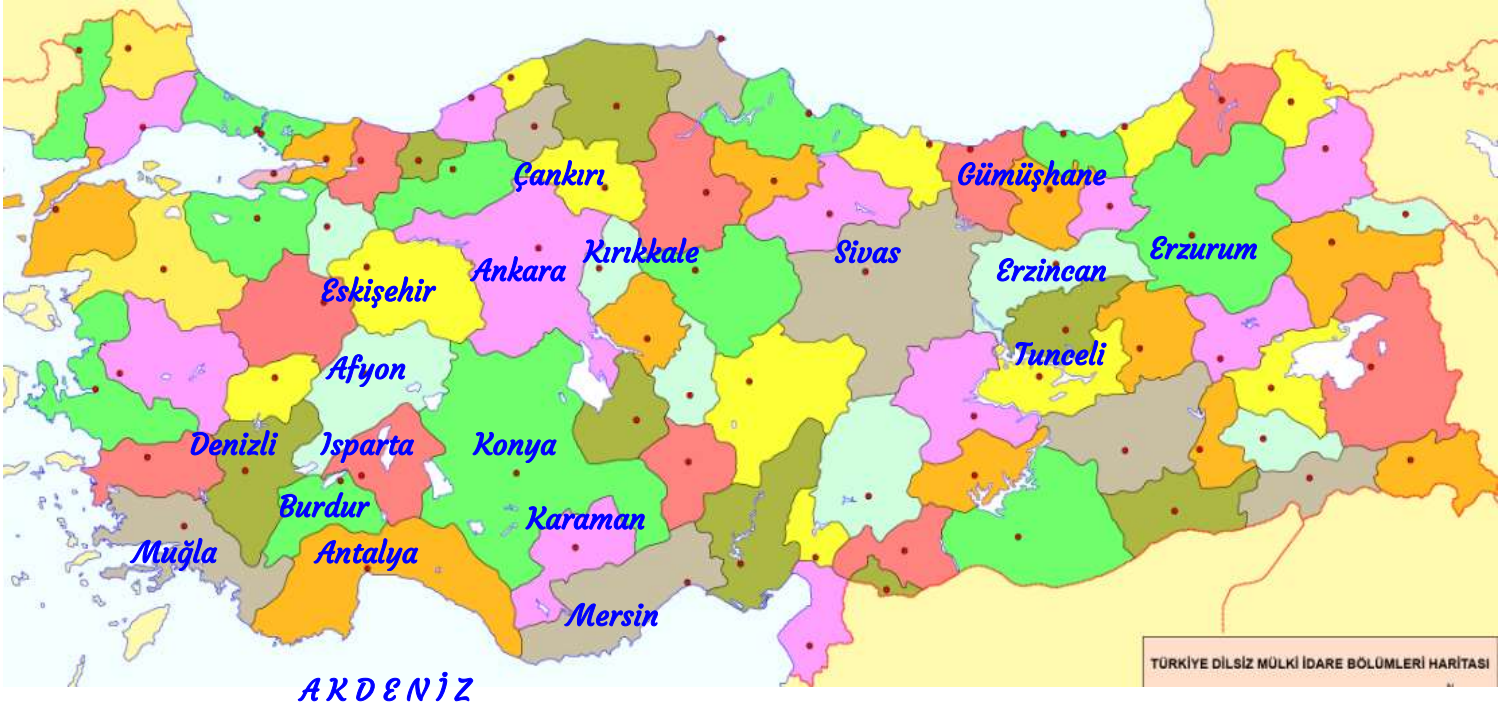 Çankırı
Gümüşhane
Kırıkkale
Sivas
Erzurum
Eskişehir
Ankara
Erzincan
Afyon
Tunceli
Denizli
Isparta
Konya
Burdur
Karaman
Muğla
Antalya
Mersin
TÜRKİYE DİLSİZ MÜLKİ İDARE BÖLÜMLERİ HARİTASI
AKDENİZ